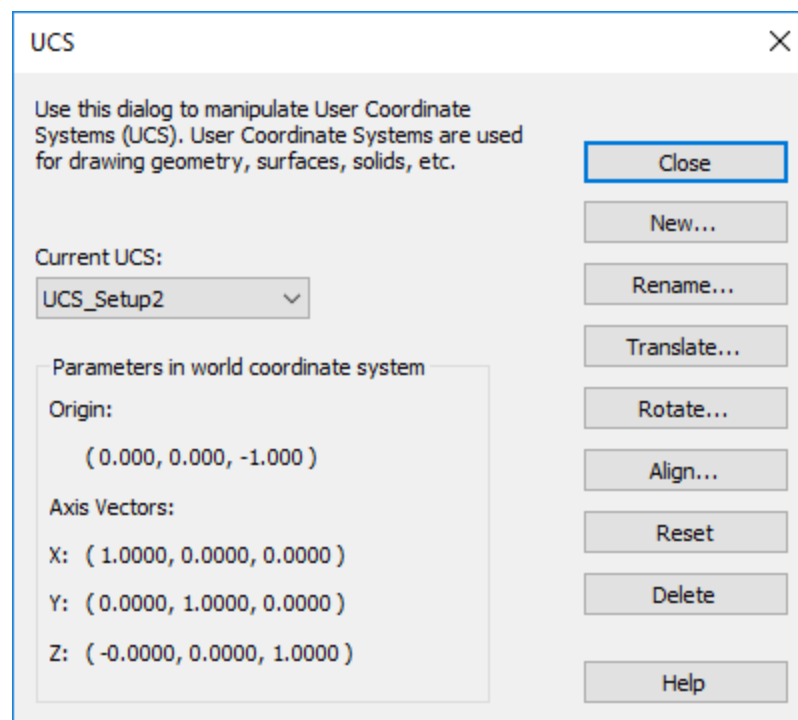 UCS
Use this dialog to manipulate User Coordinate
Systems (UCS). User Coordinate Systems are used
for drawing geometry, surfaces, solids, etc.
Close
New...
Current UCS:
UCS_Setup2
Rename...
Translate...
Parameters in world coordinate system
Origin:
Rotate...
( 0.000, 0.000, -1.000 )
Align...
Axis Vectors:
Reset
X: ( 1.0000, 0.0000, 0.0000 )
Y: ( 0.0000, 1.0000, 0.0000 )
Delete
Z: ( -0.0000, 0.0000, 1.0000 )
Help